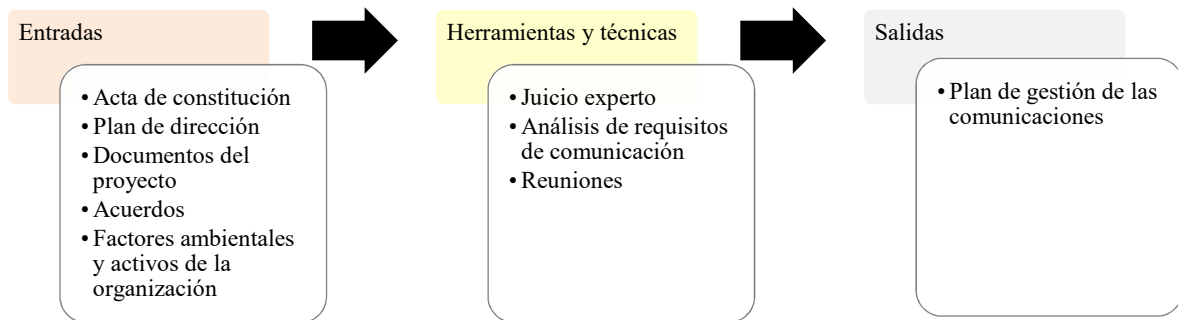 Entradas
• Acta de constitución
• Plan de dirección
• Documentos del
proyecto
• Acuerdos
• Factores ambientales
y activos de la
organización
Herramientas y técnicas
• Juicio experto
• Análisis de requisitos
de comunicación
• Reuniones
Salidas
• Plan de gestión de las
comunicaciones